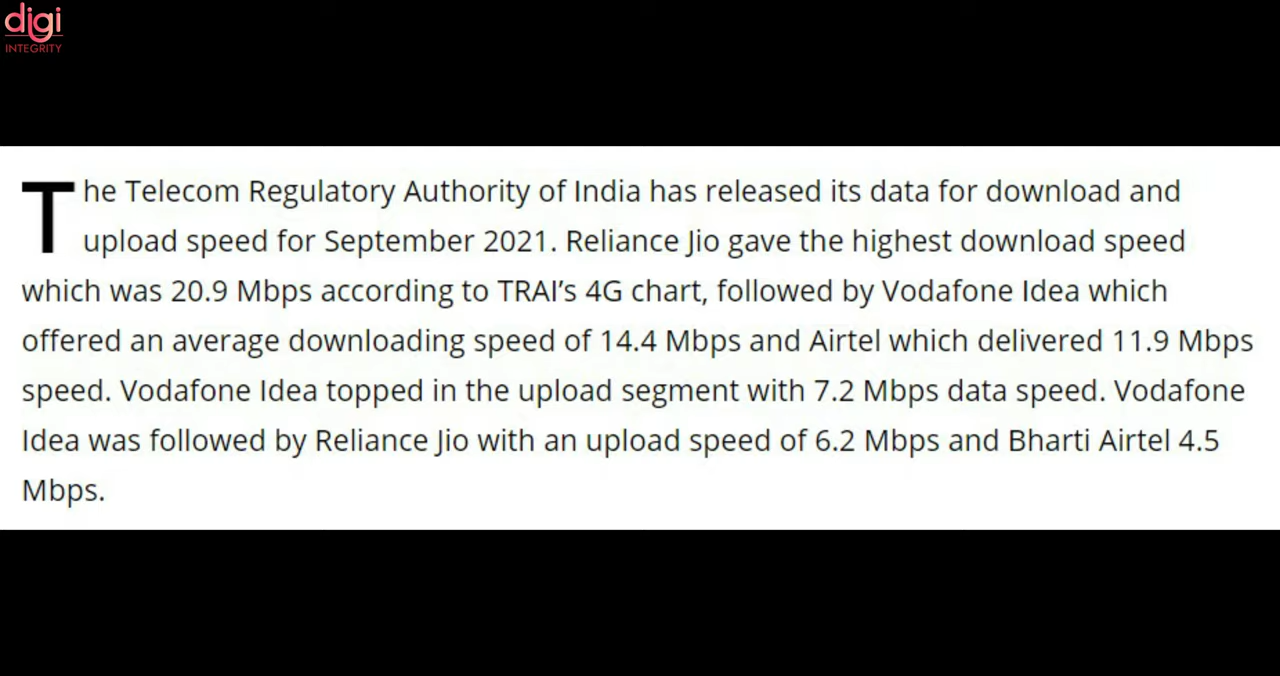 digi
INTEGRITY
The Telecom Regulatory Authority of India has released its data for download and
upload speed for September 2021. Reliance Jio gave the highest download speed
which was 20.9 Mbps according to TRAI’s 4G chart, followed by Vodafone Idea which
offered an average downloading speed of 14.4 Mbps and Airtel which delivered 11.9 Mbps
speed. Vodafone Idea topped in the upload segment with 7.2 Mbps data speed. Vodafone
Idea was followed by Reliance Jio with an upload speed of 6.2 Mbps and Bharti Airtel 4.5
Mbps.